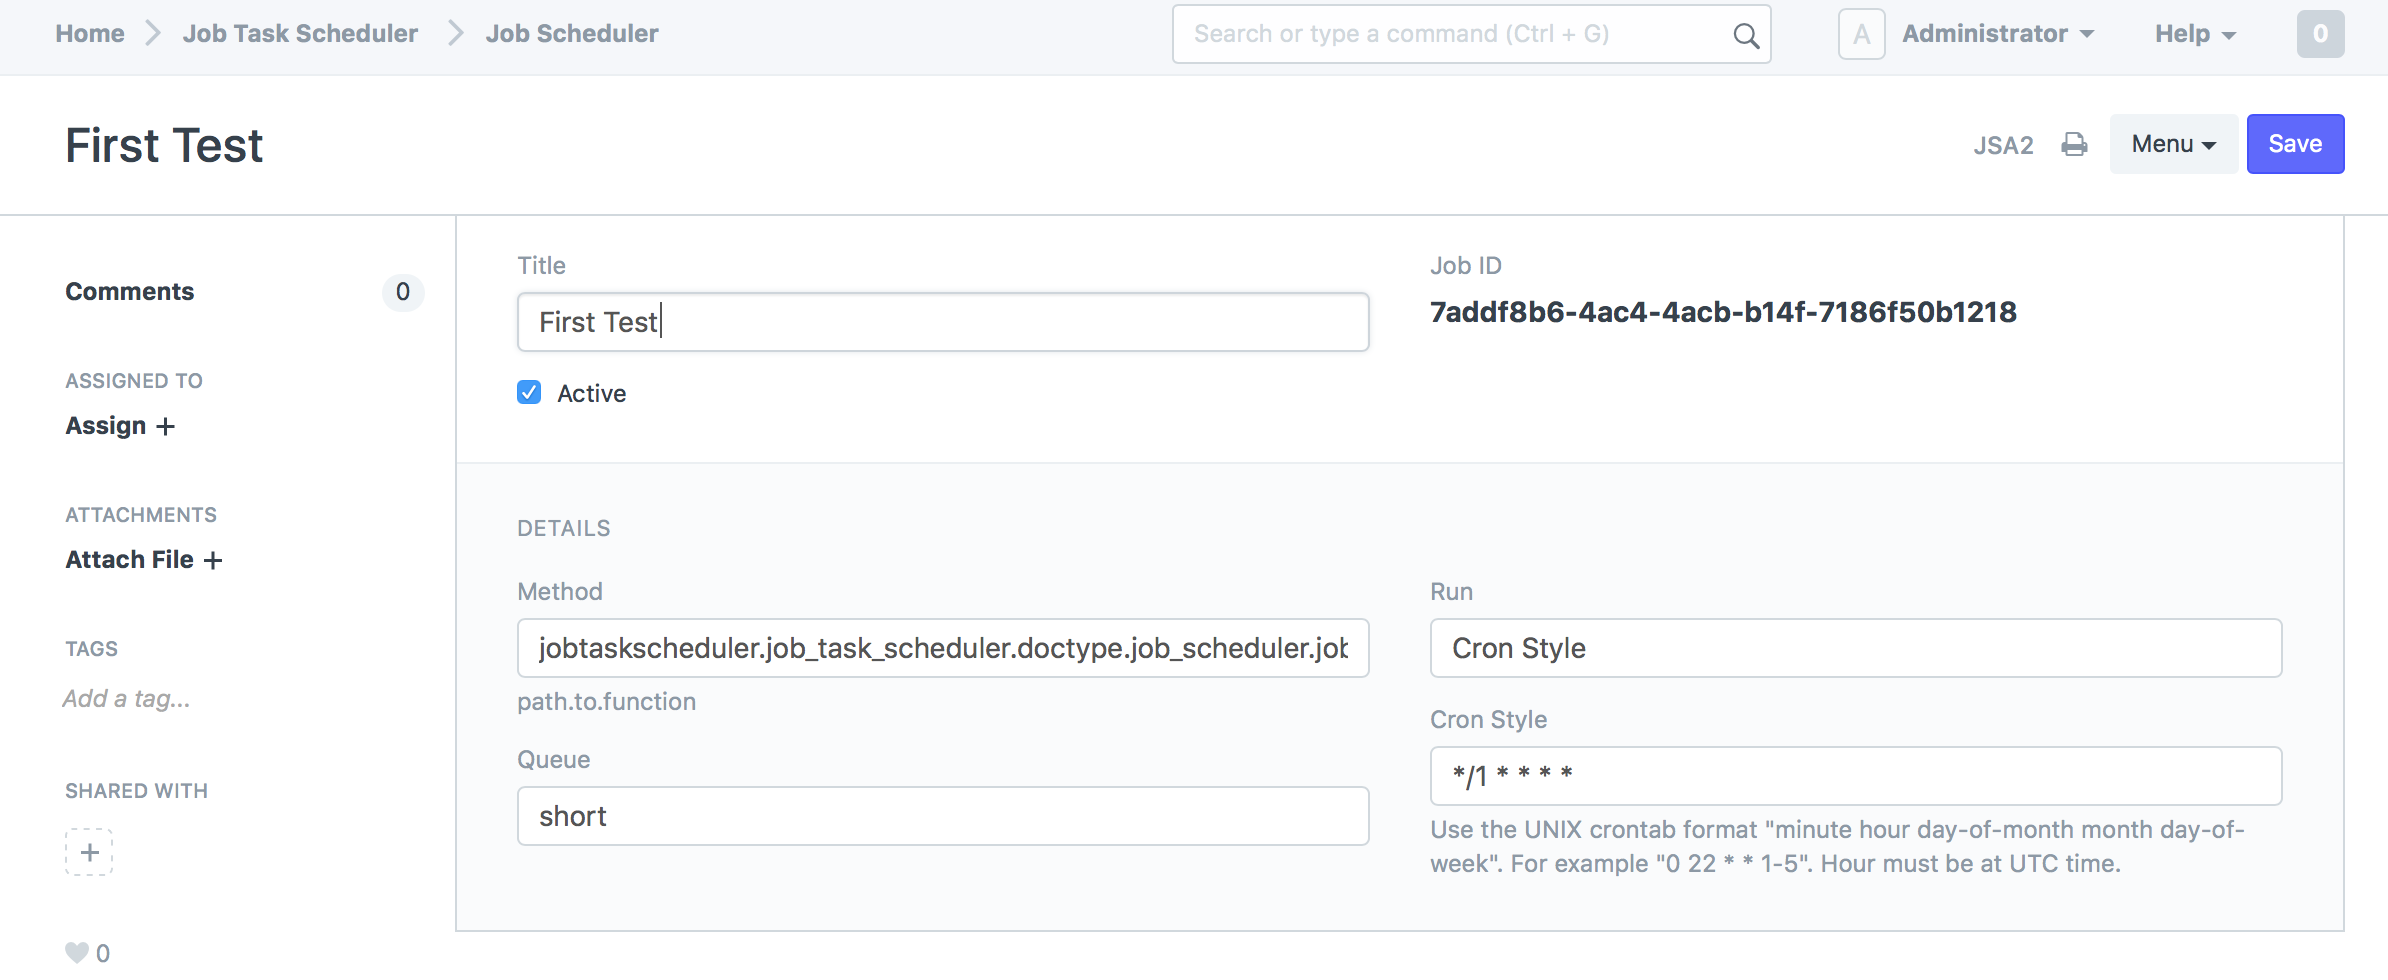 Home Job Task Scheduler Job Scheduler Search or type a command (Ctrl + G) A Administrator Help 0
First Test JSA2 Menu Save
Comments 0
ASSIGNED TO
Assign +
ATTACHMENTS
Attach File +
TAGS
Add a tag...
SHARED WITH
+
0
Title
First Test
Active
Job ID
7addf8b6-4ac4-4acb-b14f-7186f50b1218
DETAILS
Method
jobtaskscheduler.job_task_scheduler.doctype.job_scheduler.job
path.to.function
Queue
short
Run
Cron Style
Cron Style
*/1 * * * *
Use the UNIX crontab format "minute hour day-of-month month day-of-
week". For example "0 22 * * 1-5". Hour must be at UTC time.